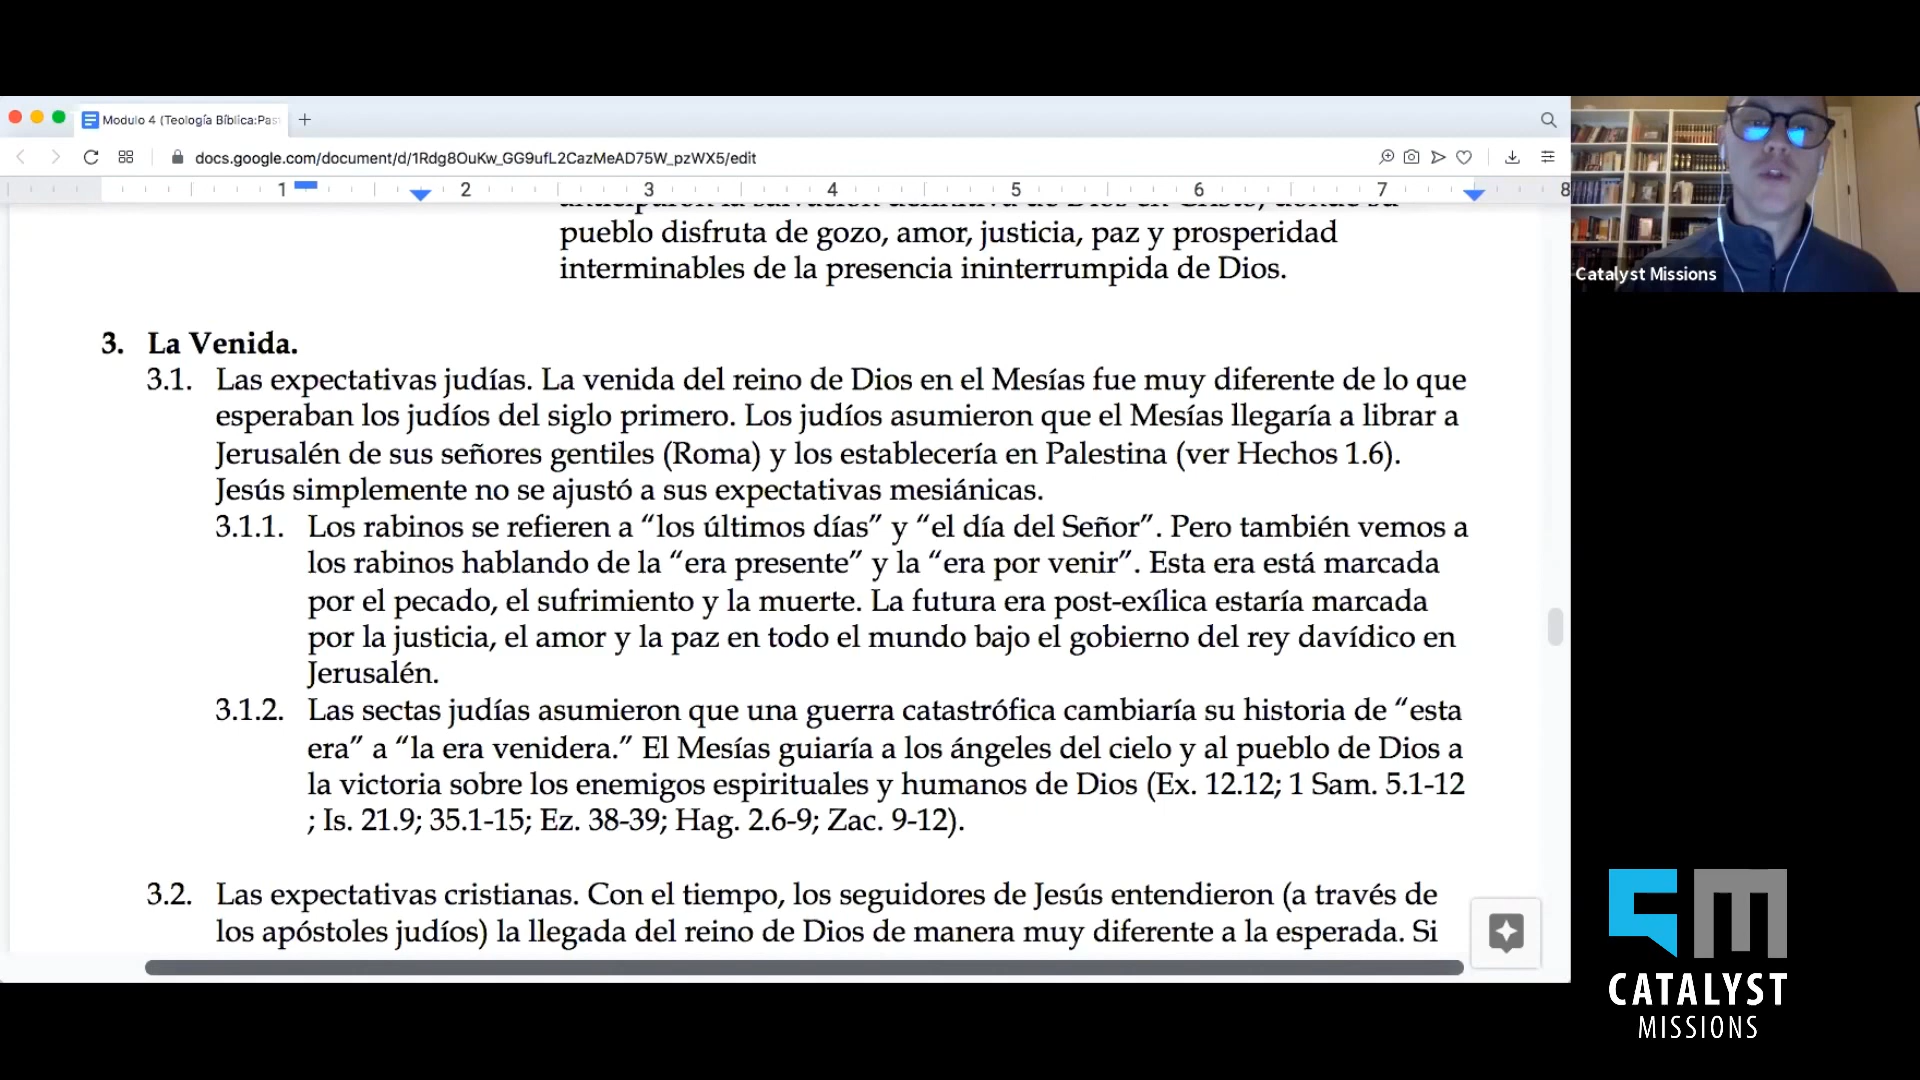 Modulo 4 (Teología Bíblica:Pas
docs.google.com/document/d/1Rdg8OuKw_GG9ufL2CazMeAD75W_pzWX5/edit
1 2 3 4 5 6 7 8
anticiparon la salvación definitiva de Dios en Cristo, donde su
pueblo disfruta de gozo, amor, justicia, paz y prosperidad
interminables de la presencia ininterrumpida de Dios.
3. La Venida.
3.1. Las expectativas judías. La venida del reino de Dios en el Mesías fue muy diferente de lo que
esperaban los judíos del siglo primero. Los judíos asumieron que el Mesías llegaría a librar a
Jerusalén de sus señores gentiles (Roma) y los establecería en Palestina (ver Hechos 1.6).
Jesús simplemente no se ajustó a sus expectativas mesiánicas.
3.1.1. Los rabinos se refieren a “los últimos días” y “el día del Señor”. Pero también vemos a
los rabinos hablando de la “era presente” y la “era por venir”. Esta era está marcada
por el pecado, el sufrimiento y la muerte. La futura era post-exílica estaría marcada
por la justicia, el amor y la paz en todo el mundo bajo el gobierno del rey davídico en
Jerusalén.
3.1.2. Las sectas judías asumieron que una guerra catastrófica cambiaría su historia de “esta
era” a “la era venidera.” El Mesías guiaría a los ángeles del cielo y al pueblo de Dios a
la victoria sobre los enemigos espirituales y humanos de Dios (Ex. 12.12; 1 Sam. 5.1-12
; Is. 21.9; 35.1-15; Ez. 38-39; Hag. 2.6-9; Zac. 9-12).
3.2. Las expectativas cristianas. Con el tiempo, los seguidores de Jesús entendieron (a través de
los apóstoles judíos) la llegada del reino de Dios de manera muy diferente a la esperada. Si
Catalyst Missions
CATALYST
MISSIONS